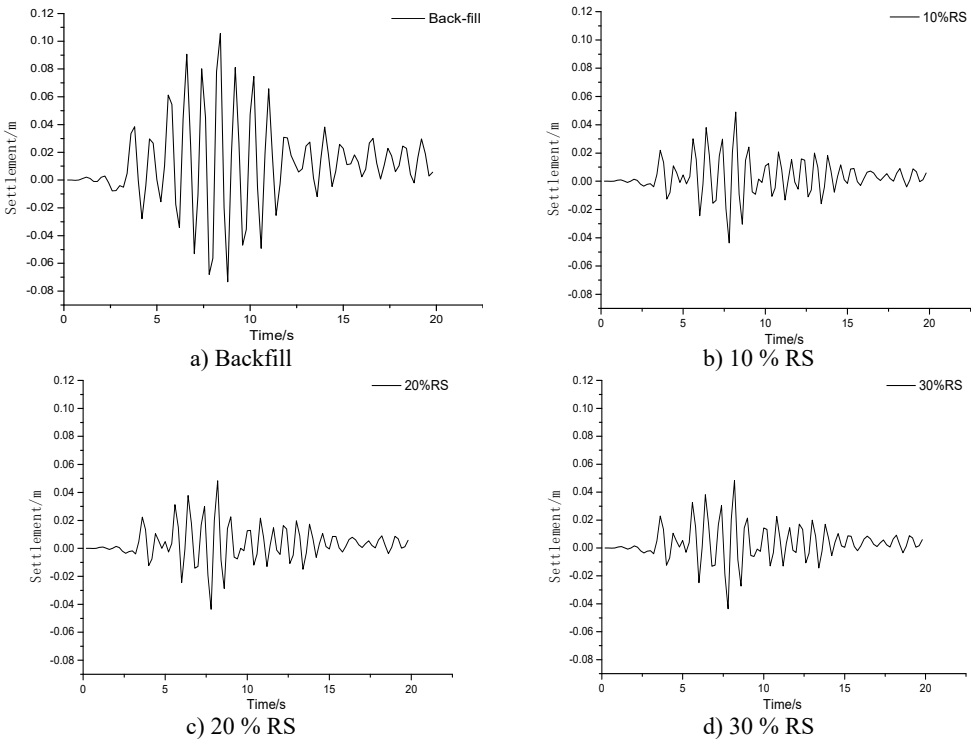 Back-fill
0.12
0.10
0.08
0.06
0.04
0.02
0.00
-0.02
-0.04
-0.06
-0.08
Settlement/m
0 5 10 15 20
Time/s
a) Backfill
10%RS
0.12
0.10
0.08
0.06
0.04
0.02
0.00
-0.02
-0.04
-0.06
-0.08
Settlement/m
0 5 10 15 20
Time/s
b) 10 % RS
20%RS
0.12
0.10
0.08
0.06
0.04
0.02
0.00
-0.02
-0.04
-0.06
-0.08
Settlement/m
0 5 10 15 20
Time/s
c) 20 % RS
30%RS
0.12
0.10
0.08
0.06
0.04
0.02
0.00
-0.02
-0.04
-0.06
-0.08
Settlement/m
0 5 10 15 20
Time/s
d) 30 % RS